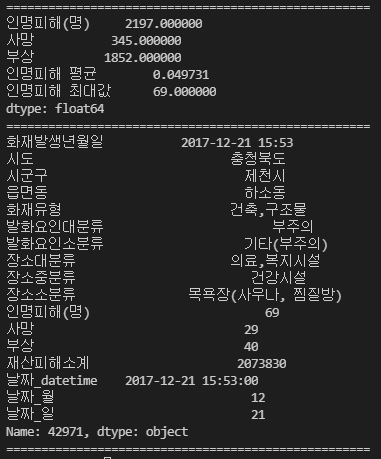 ====================================================
인명피해(명)     2197.000000
사망            345.000000
부상           1852.000000
인명피해 평균        0.049731
인명피해 최대값      69.000000
dtype: float64
====================================================
화재발생년월일           2017-12-21 15:53
시도                            충청북도
시군구                           제천시
읍면동                           하소동
화재유형                        건축,구조물
발화요인대분류                       부주의
발화요인소분류                   기타(부주의)
장소대분류                     의료,복지시설
장소중분류                        건강시설
장소소분류               목욕장(사우나, 찜질방)
인명피해(명)                         69
사망                              29
부상                              40
재산피해소계                     2073830
날짜_datetime    2017-12-21 15:53:00
날짜_월                            12
날짜_일                            21
Name: 42971, dtype: object
====================================================